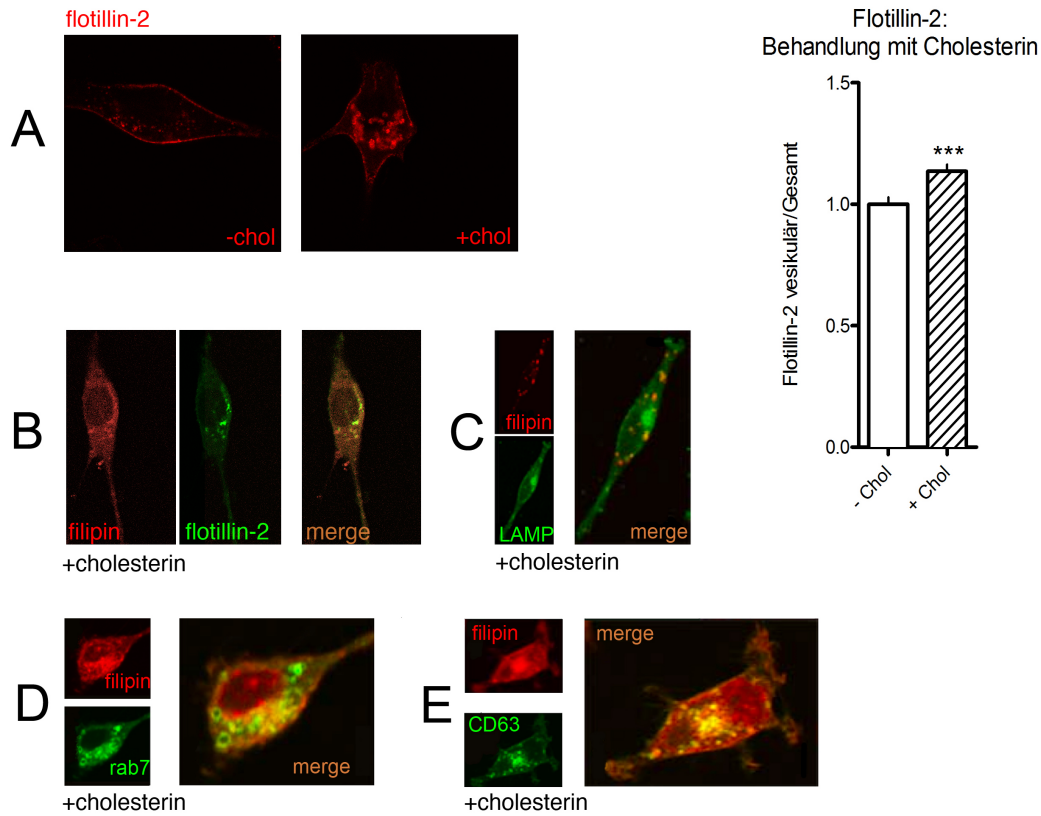 flotillin-2
A
-chol
+chol
Flotillin-2:
Behandlung mit Cholesterin
Flotillin-2 vesikulär/Gesamt
1.5
1.0
0.5
0.0
***
- Chol
+ Chol
B
filipin
flotillin-2
merge
+cholesterin
C
filipin
LAMP
merge
+cholesterin
D
filipin
rab7
merge
+cholesterin
E
filipin
CD63
merge
+cholesterin